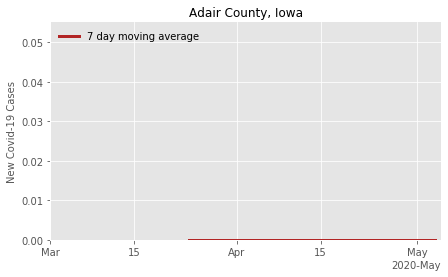 Adair County, Iowa
7 day moving average
New Covid-19 Cases
0.05
0.04
0.03
0.02
0.01
0.00
Mar 15 Apr 15 May
2020-May